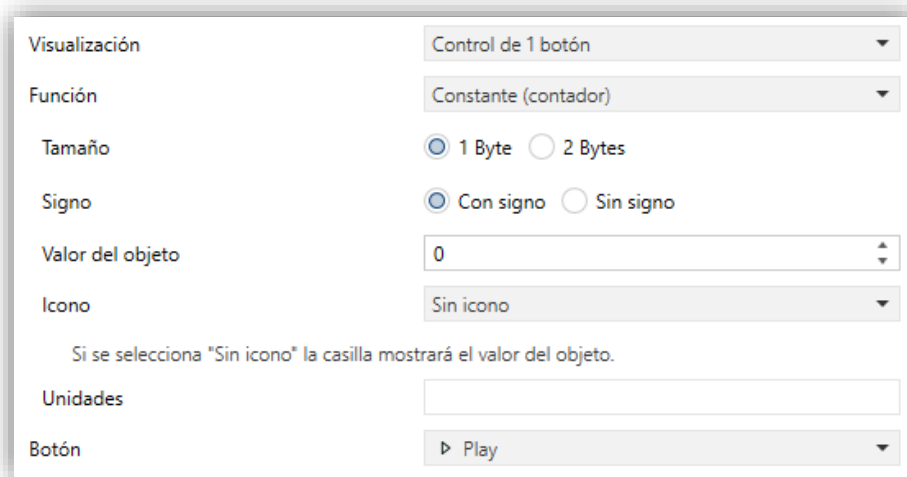 Visualización Control de 1 botón
Función Constante (contador)
Tamaño 1 Byte 2 Bytes
Signo Con signo Sin signo
Valor del objeto 0
Icono Sin icono
Si se selecciona "Sin icono" la casilla mostrará el valor del objeto.
Unidades
Botón Play